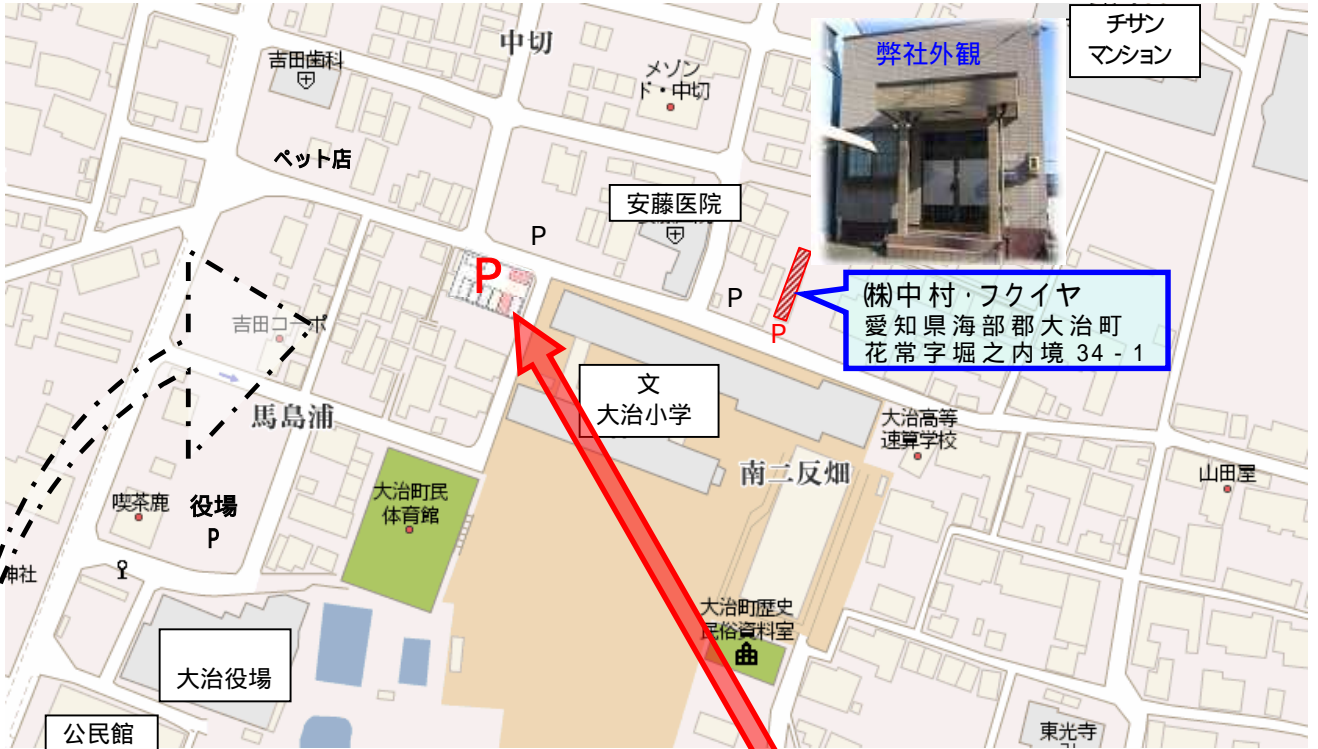 チサン
マンション
中切
弊社外観
吉田歯科
メゾン
ド・中切
ペット店
安藤医院
P
P
P
㈱中村・フクイヤ
愛知県海部郡大治町
花常字堀之内境 34 - 1
P
吉田コーポ
文
大治小学
馬島浦
大治高等
速算学校
南二反畑
山田屋
大治町民
体育館
喫茶鹿
役場
P
神社
大治町歴史
民俗資料室
大治役場
公民館
東光寺